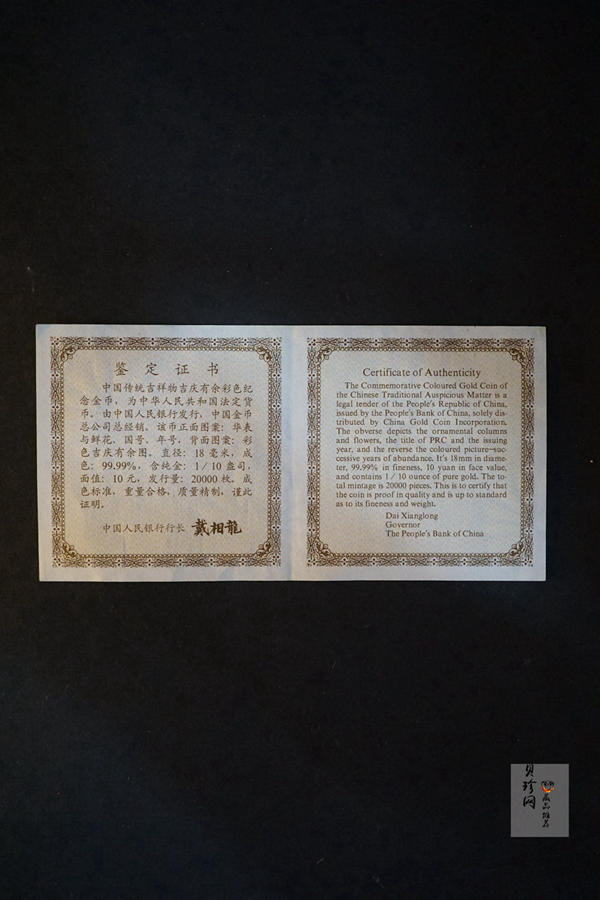 鉴定证书
中国传统吉祥物吉庆有余彩色纪
念金币，为中华人民共和国法定货
币。由中国人民银行发行，中国金币
总公司总经销。该币正面图案：华表
与鲜花、国号、年号，背面图案：彩
色吉庆有余图。直径：18毫米，成
色：99.99%，含纯金：1/10盎司，
面值：10元，发行量：20000枚。成
色标准，重量合格，质量精制，谨此
证明。
中国人民银行行长 戴相龍
Certificate of Authenticity
The Commemorative Coloured Gold Coin of
the Chinese Traditional Auspicious Matter is a
legal tender of the People's Republic of China,
issued by the People's Bank of China, solely dis-
tributed by China Gold Coin Incorporation.
The obverse depicts the ornamental columns
and flowers, the title of PRC and the issuing
year, and the reverse the coloured picture—suc-
cessive years of abundance. It's 18mm in diame-
ter, 99.99% in fineness, 10 yuan in face value,
and contains 1/10 ounce of pure gold. The to-
tal mintage is 20000 pieces. This is to certify that
the coin is proof in quality and is up to standard
as to its fineness and weight.
Dai Xianglong
Governor
The People's Bank of China
珍网
藏品推荐